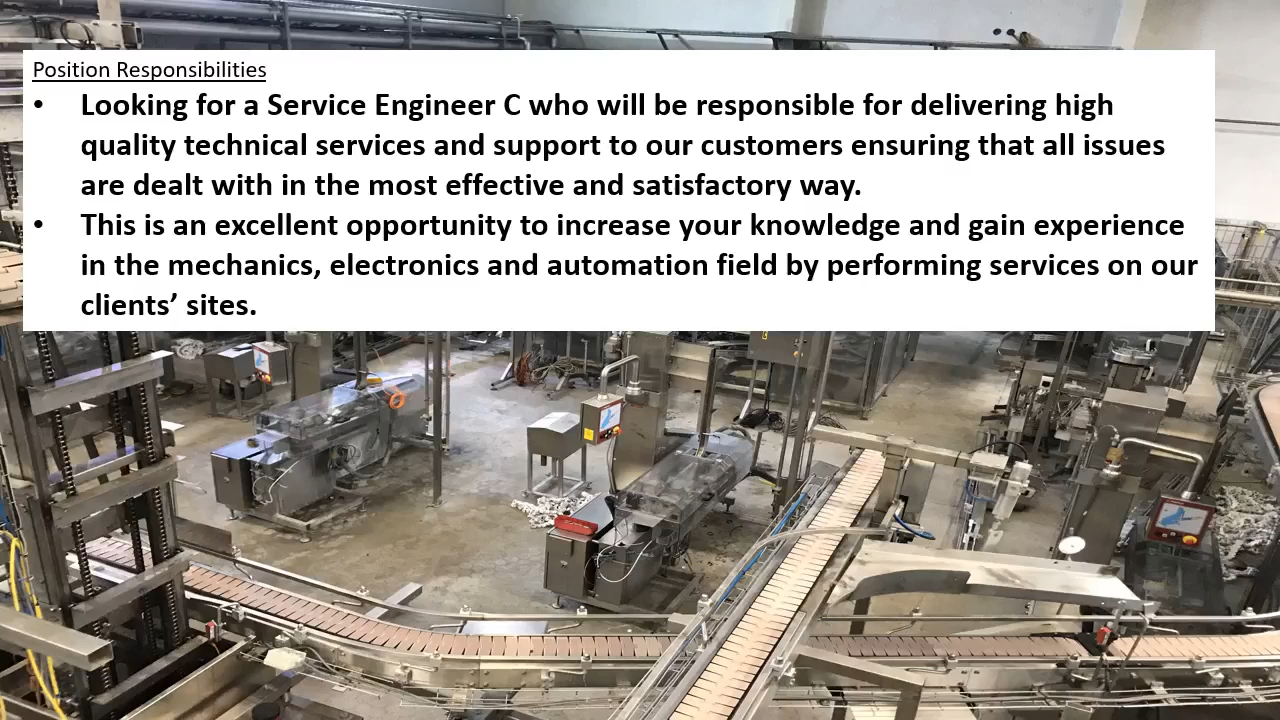 Position Responsibilities
• Looking for a Service Engineer C who will be responsible for delivering high
quality technical services and support to our customers ensuring that all issues
are dealt with in the most effective and satisfactory way.
• This is an excellent opportunity to increase your knowledge and gain experience
in the mechanics, electronics and automation field by performing services on our
clients’ sites.